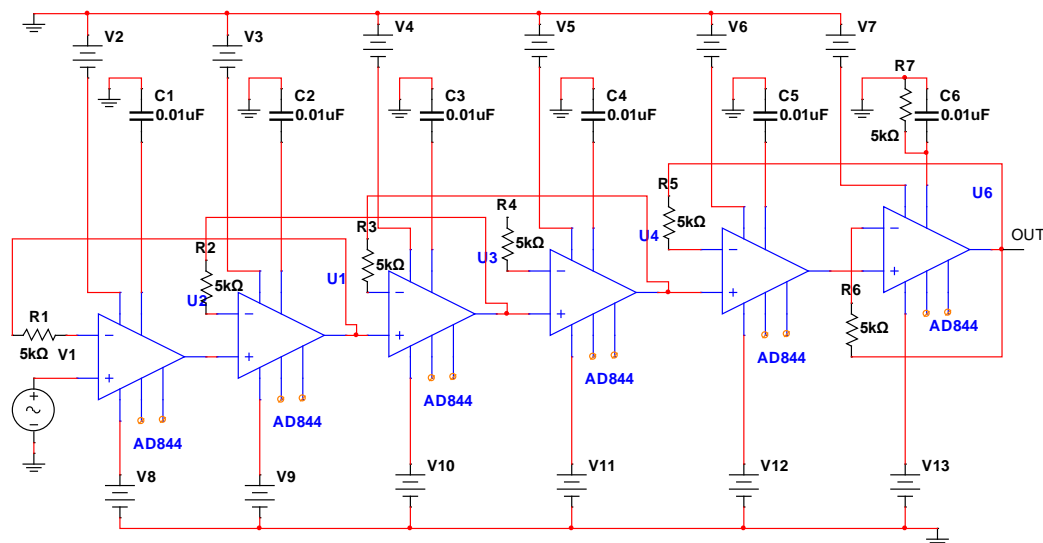 V2
V3
V4
V5
V6
V7
R7
C1
0.01uF
C2
0.01uF
C3
0.01uF
C4
0.01uF
C5
0.01uF
C6
0.01uF
5kΩ
R1
5kΩ
V1
R2
5kΩ
U2
U1
R3
5kΩ
U3
R4
5kΩ
U4
R5
5kΩ
U6
OUT
R6
5kΩ
AD844
AD844
AD844
AD844
AD844
AD844
V8
V9
V10
V11
V12
V13